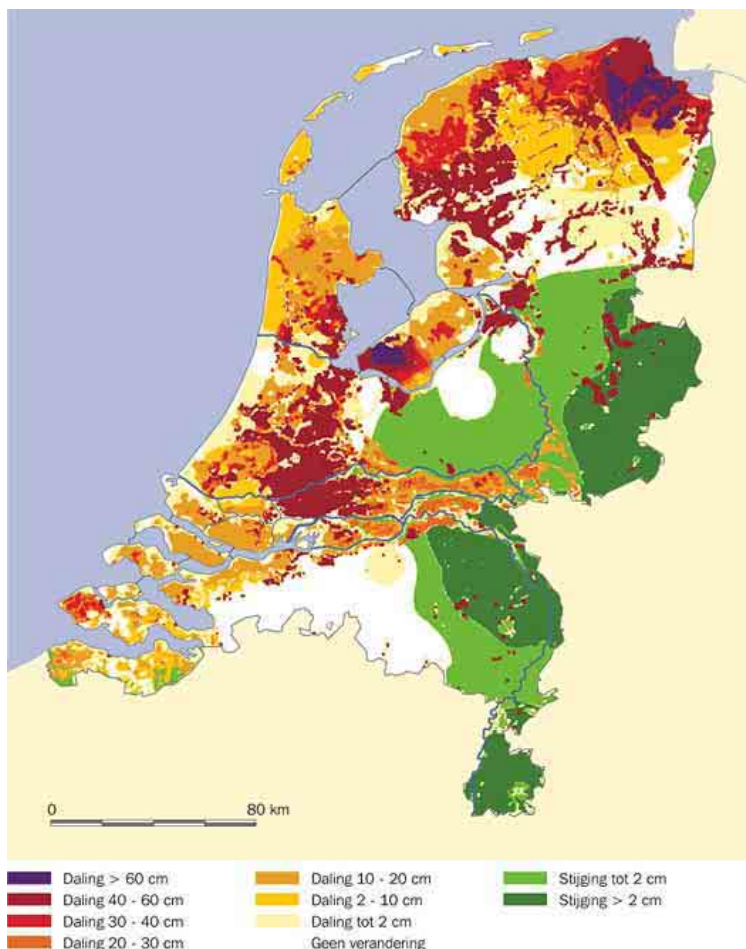 0 80 km
Daling > 60 cm
Daling 40 - 60 cm
Daling 30 - 40 cm
Daling 20 - 30 cm
Daling 10 - 20 cm
Daling 2 - 10 cm
Daling tot 2 cm
Geen verandering
Stijging tot 2 cm
Stijging > 2 cm